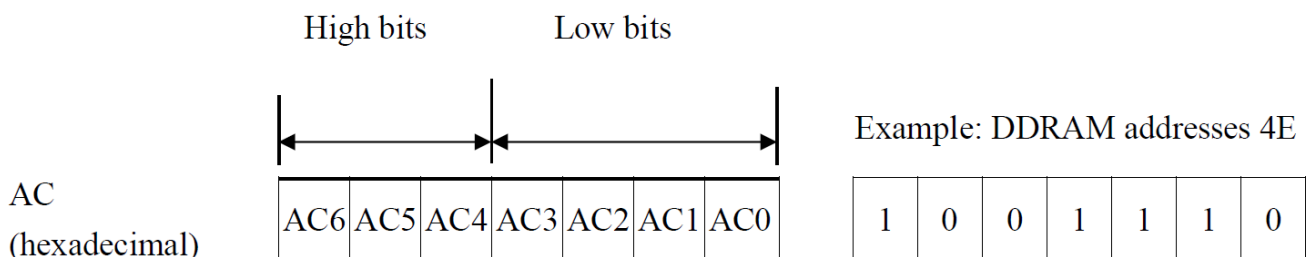 High bits Low bits
Example: DDRAM addresses 4E
AC
(hexadecimal)
AC6 AC5 AC4 AC3 AC2 AC1 AC0 1 0 0 1 1 1 0